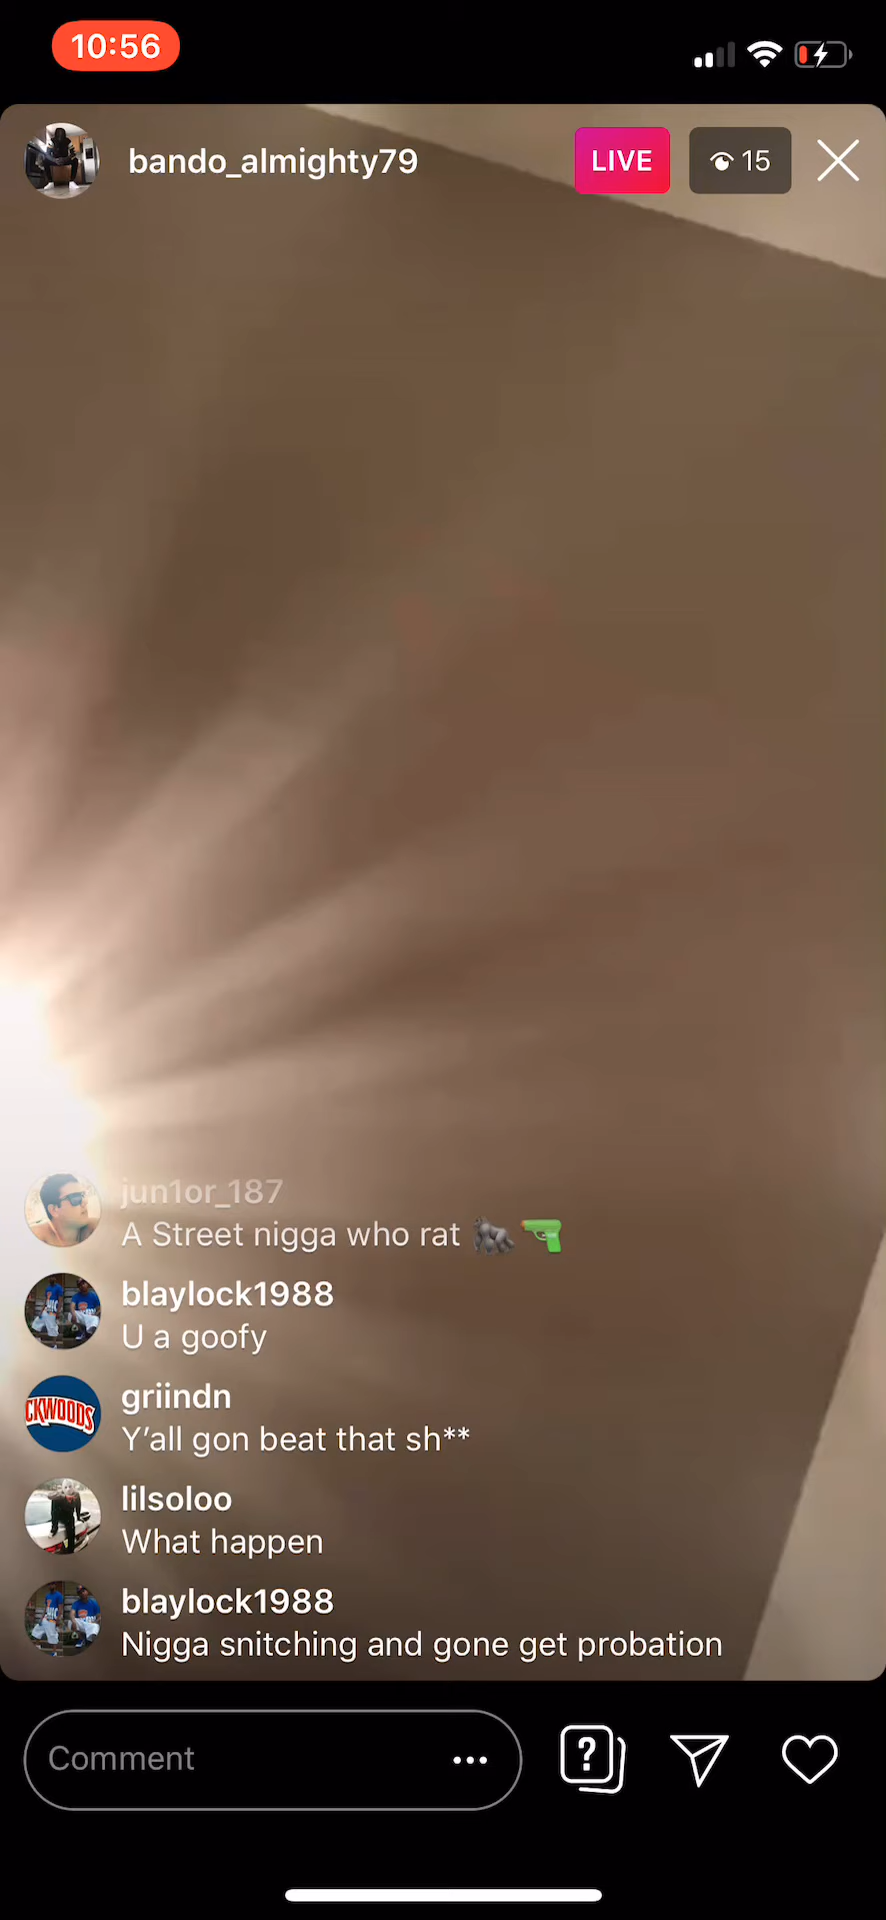 10:56
bando_almighty79
LIVE
15
jun1or_187
A Street nigga who rat 🦍🔫
blaylock1988
U a goofy
CKWOODS
griindn
Y'all gon beat that sh**
lilsoloo
What happen
blaylock1988
Nigga snitching and gone get probation
Comment
?